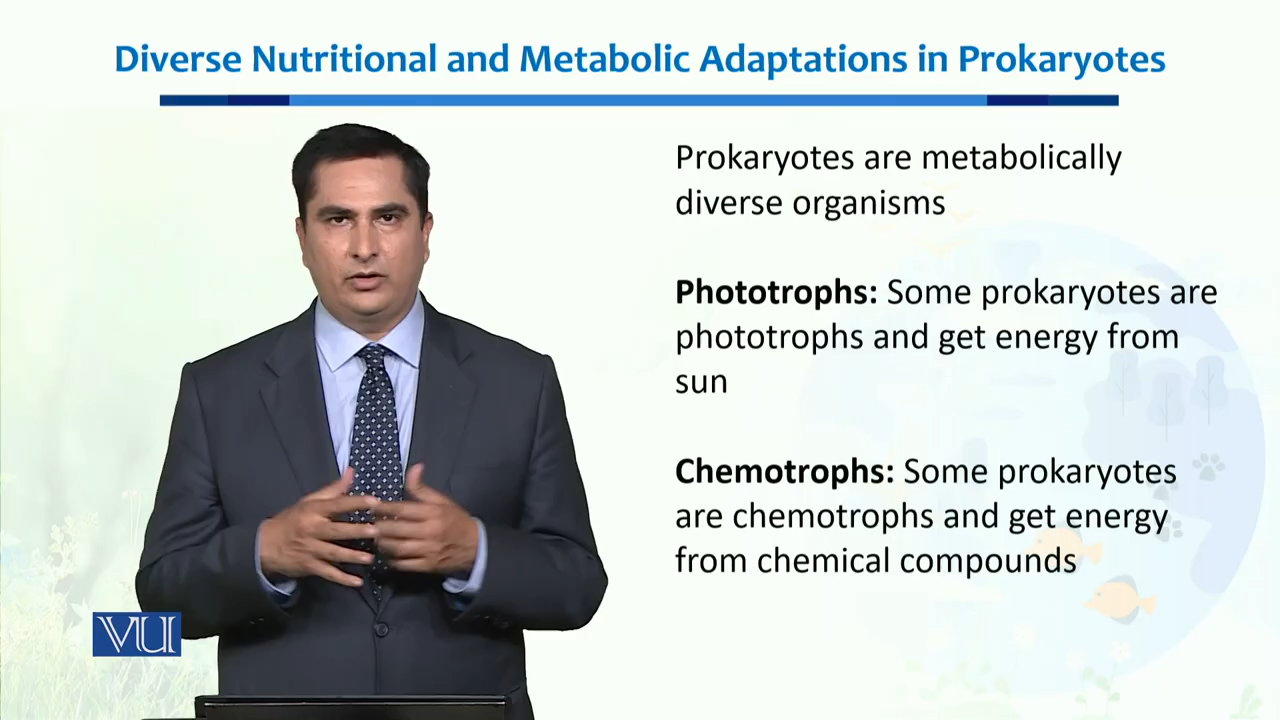 Diverse Nutritional and Metabolic Adaptations in Prokaryotes
Prokaryotes are metabolically
diverse organisms
Phototrophs: Some prokaryotes are
phototrophs and get energy from
sun
Chemotrophs: Some prokaryotes
are chemotrophs and get energy
from chemical compounds
VU